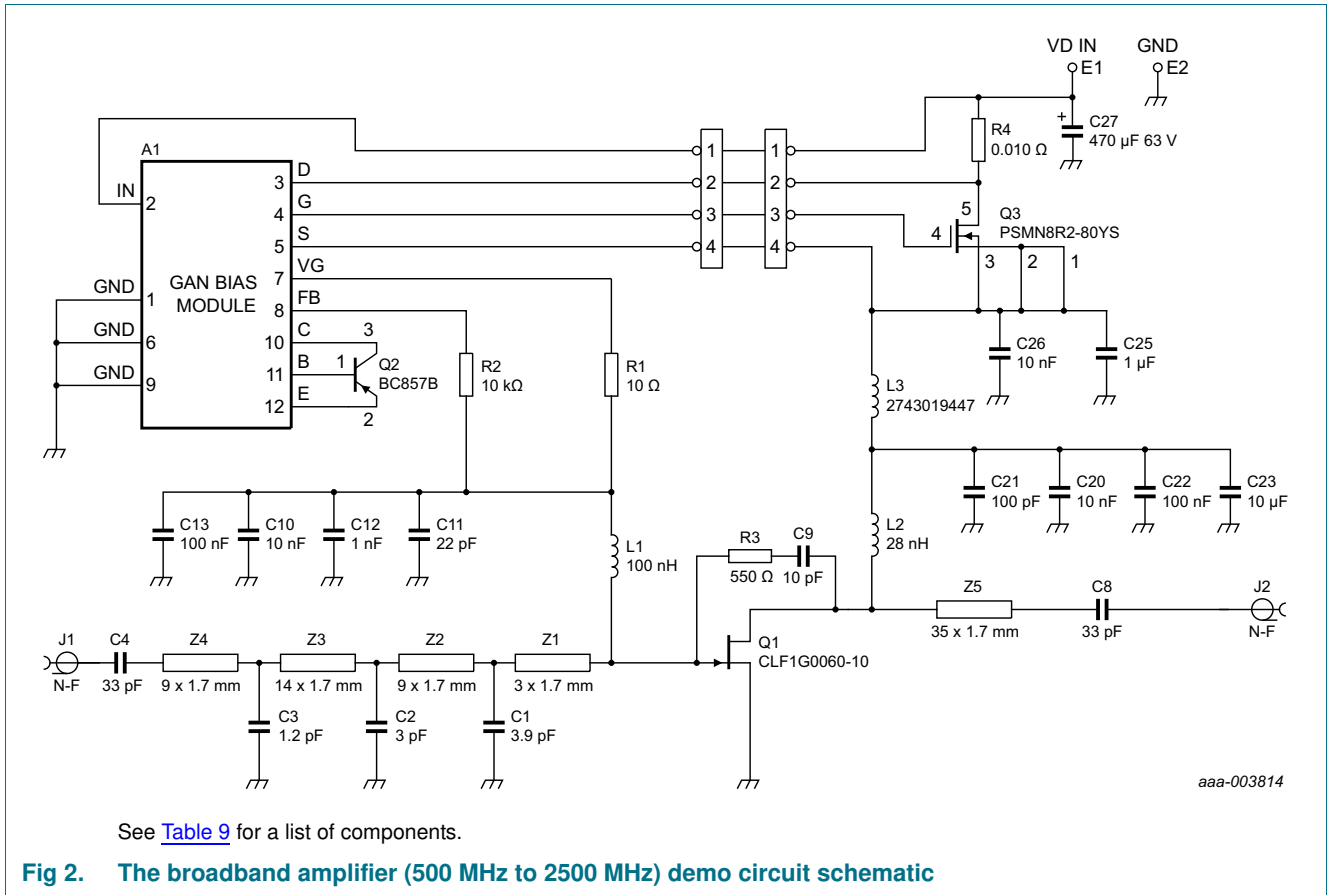 VD IN GND
E1 E2
C27
470 µF 63 V
+
R4
0.010 Ω
A1
IN
2
GAN BIAS
MODULE
3 D
4 G
5 S
7 VG
8 FB
10 C
11 B
12 E
GND 1
GND 6
GND 9
1 1
2 2
3 3
4 4
5
4
3 2 1
Q3
PSMN8R2-80YS
3
1
2
Q2
BC857B
R2
10 kΩ
R1
10 Ω
C26
10 nF
C25
1 µF
L3
2743019447
C21
100 pF
C20
10 nF
C22
100 nF
C23
10 µF
C13
100 nF
C10
10 nF
C12
1 nF
C11
22 pF
L1
100 nH
R3
550 Ω
C9
10 pF
L2
28 nH
J1
N-F
C4
33 pF
Z4
9 x 1.7 mm
Z3
14 x 1.7 mm
Z2
9 x 1.7 mm
Z1
3 x 1.7 mm
Q1
CLF1G0060-10
Z5
35 x 1.7 mm
C8
33 pF
J2
N-F
C3
1.2 pF
C2
3 pF
C1
3.9 pF
aaa-003814
See Table 9 for a list of components.
Fig 2. The broadband amplifier (500 MHz to 2500 MHz) demo circuit schematic